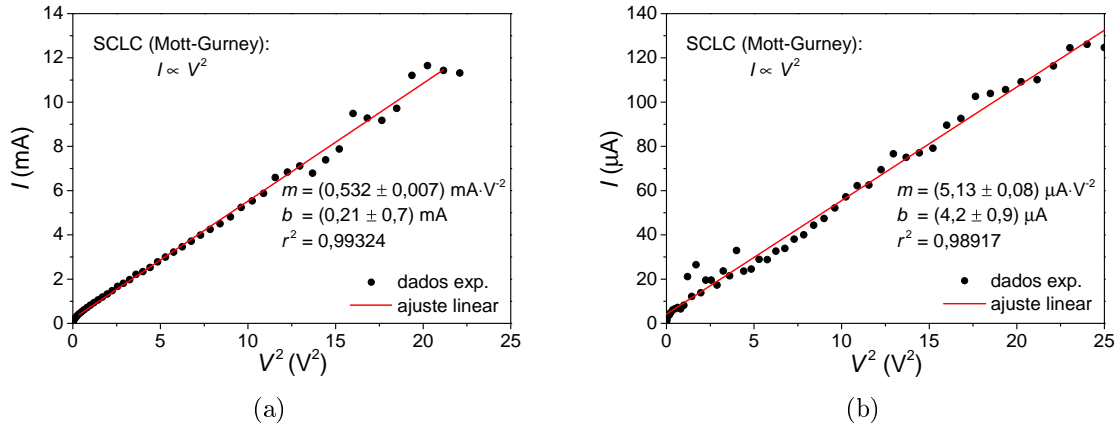 SCLC (Mott-Gurney):
I ∝ V²
I (mA)
14
12
10
8
6
4
2
0
m = (0,532 ± 0,007) mA·V⁻²
b = (0,21 ± 0,7) mA
r² = 0,99324
dados exp.
ajuste linear
0 5 10 15 20 25
V² (V²)
(a)
SCLC (Mott-Gurney):
I ∝ V²
I (µA)
140
120
100
80
60
40
20
0
m = (5,13 ± 0,08) µA·V⁻²
b = (4,2 ± 0,9) µA
r² = 0,98917
dados exp.
ajuste linear
0 5 10 15 20 25
V² (V²)
(b)